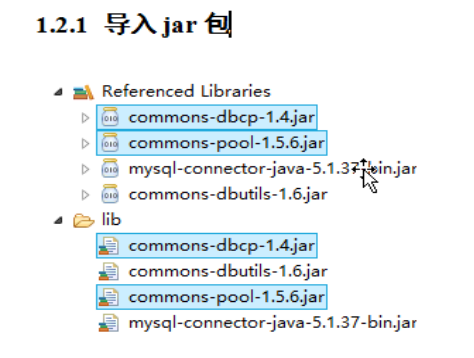 1.2.1 导入 jar 包
Referenced Libraries
commons-dbcp-1.4.jar
commons-pool-1.5.6.jar
mysql-connector-java-5.1.37-bin.jar
commons-dbutils-1.6.jar
lib
commons-dbcp-1.4.jar
commons-dbutils-1.6.jar
commons-pool-1.5.6.jar
mysql-connector-java-5.1.37-bin.jar